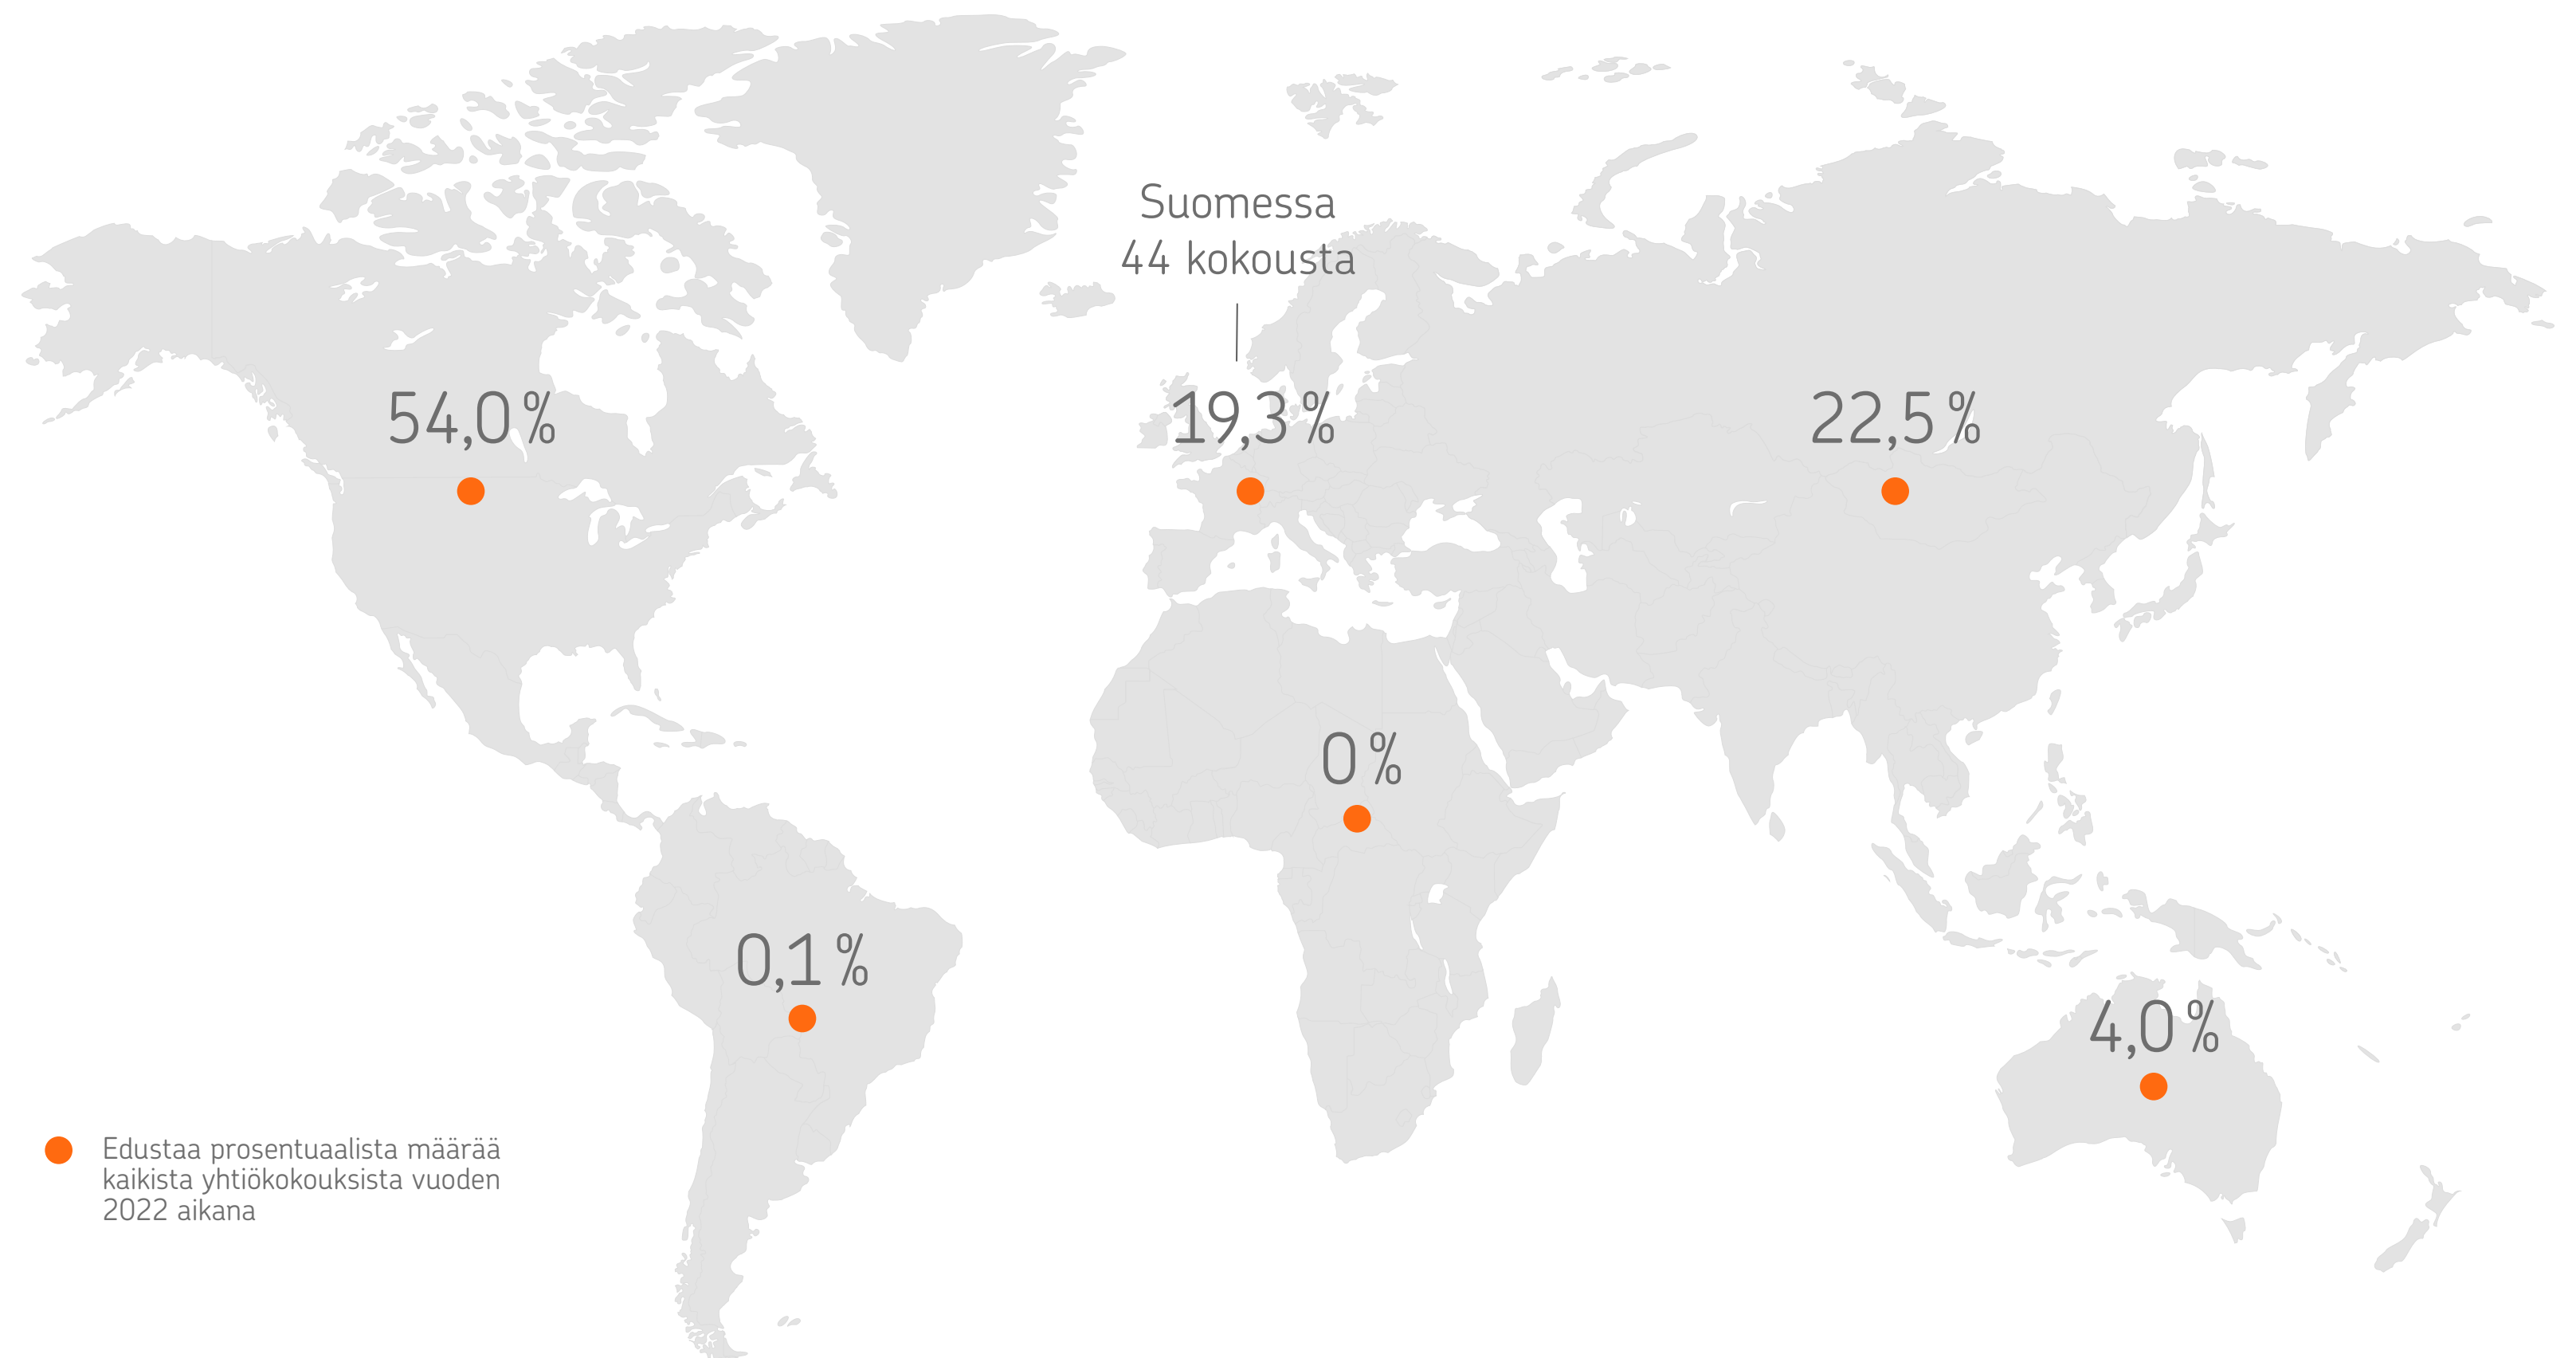 Suomessa
44 kokousta
54,0 %
19,3 %
22,5 %
0 %
0,1 %
4,0 %
Edustaa prosentuaalista määrää
kaikista yhtiökokouksista vuoden
2022 aikana